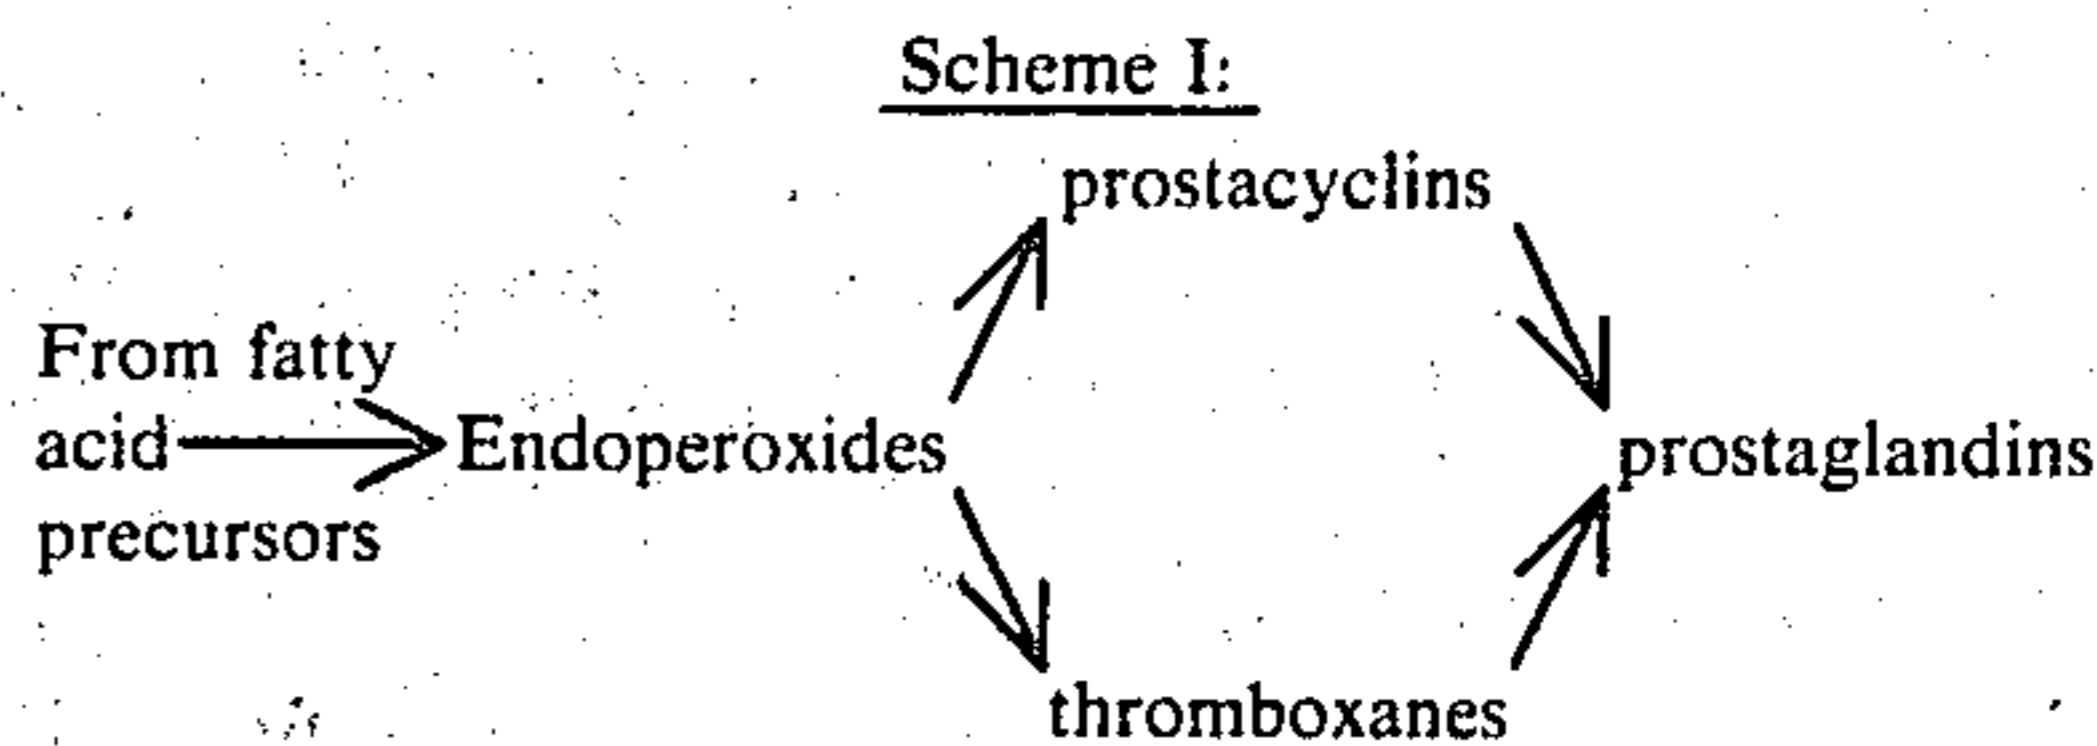 Scheme I:
prostacyclins
From fatty
acid
precursors
Endoperoxides
prostaglandins
thromboxanes